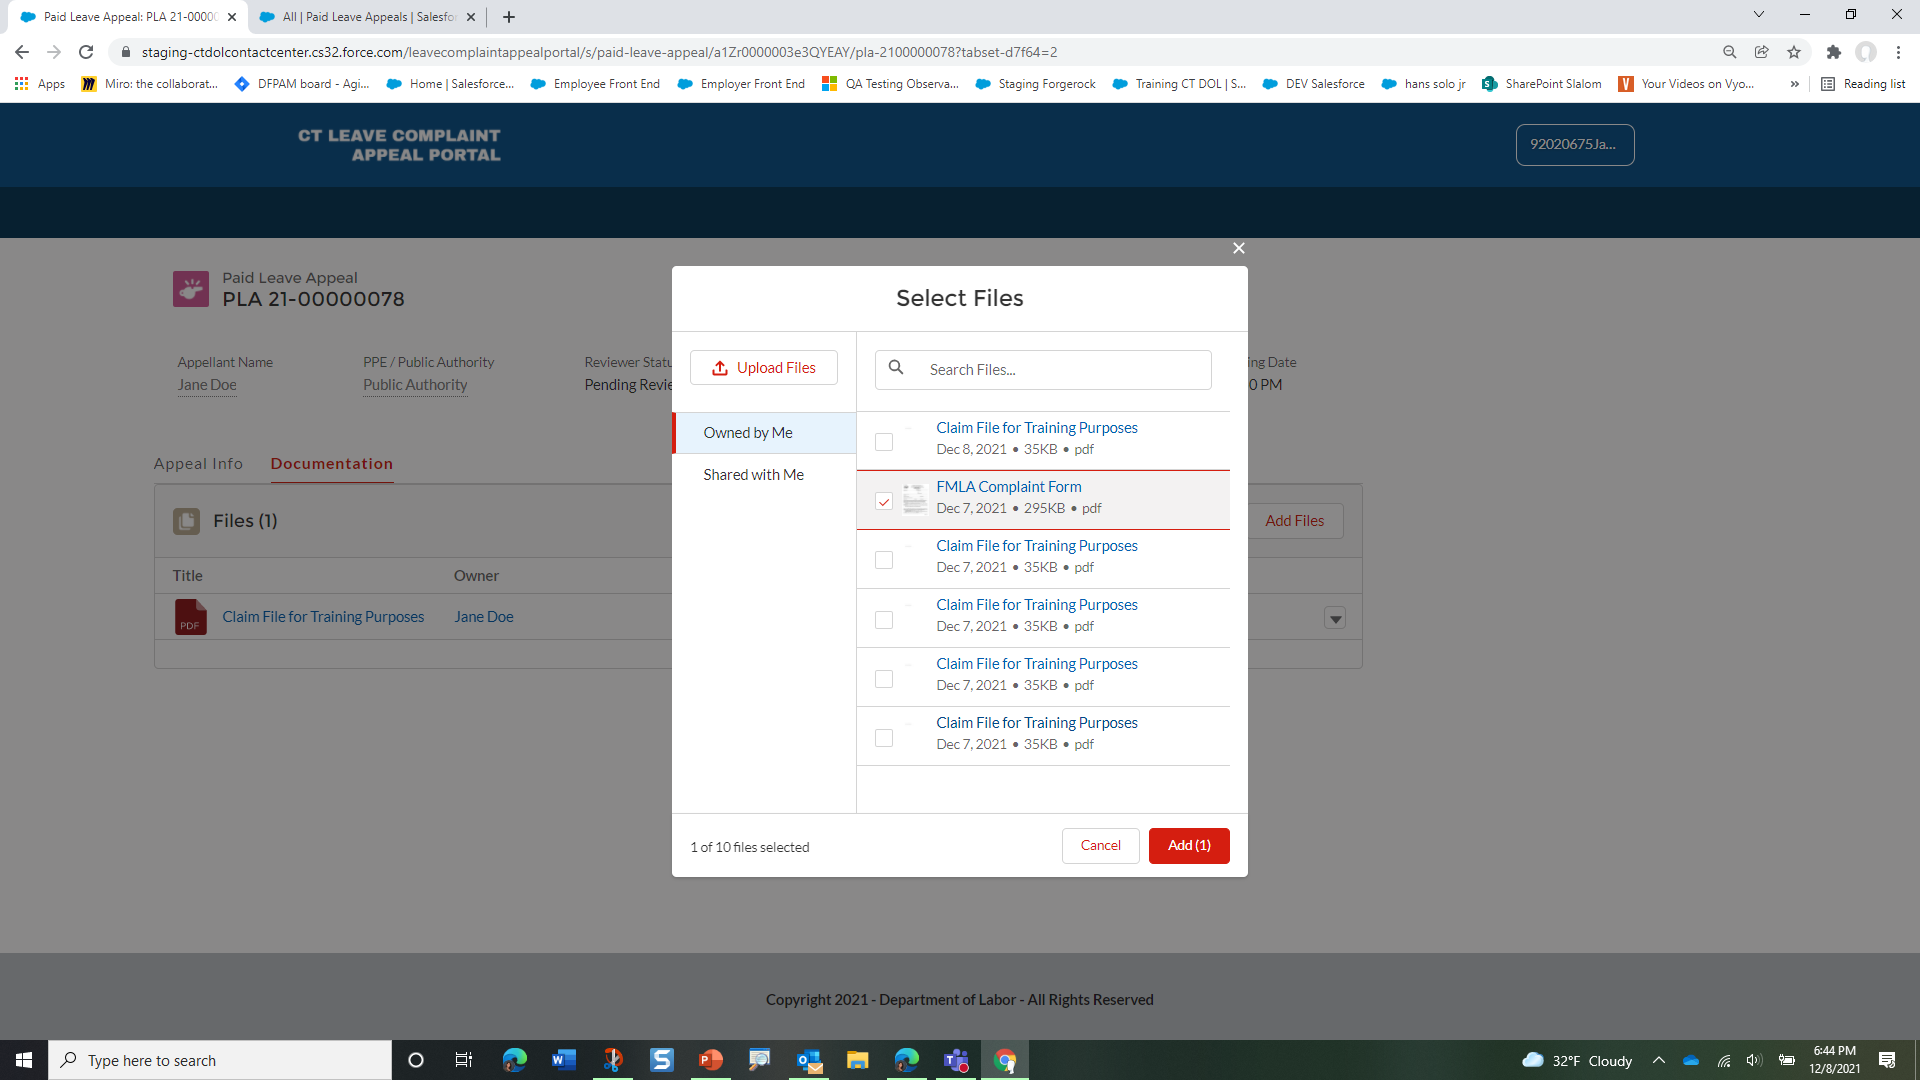 Paid Leave Appeal: PLA 21-0000
All | Paid Leave Appeals | Salesfo
staging-ctdolcontactcenter.cs32.force.com/leavecomplaintappealportal/s/paid-leave-appeal/a1Zr0000003e3QYEAY/pla-2100000078?tabset-d7f64=2
Apps
Miro: the collaborat...
DFPAM board - Agi...
Home | Salesforce...
Employee Front End
Employer Front End
QA Testing Observa...
Staging Forgerock
Training CT DOL | S...
DEV Salesforce
hans solo jr
SharePoint Slalom
Your Videos on Vyo...
»
Reading list
CT LEAVE COMPLAINT
APPEAL PORTAL
92020675Ja...
Paid Leave Appeal
PLA 21-00000078
Appellant Name
Jane Doe
PPE / Public Authority
Public Authority
Reviewer Statu
Pending Revie
ing Date
0 PM
Appeal Info
Documentation
Files (1)
Add Files
Title
Owner
PDF
Claim File for Training Purposes
Jane Doe
Select Files
Upload Files
Search Files...
Owned by Me
Shared with Me
Claim File for Training Purposes
Dec 8, 2021 • 35KB • pdf
FMLA Complaint Form
Dec 7, 2021 • 295KB • pdf
Claim File for Training Purposes
Dec 7, 2021 • 35KB • pdf
Claim File for Training Purposes
Dec 7, 2021 • 35KB • pdf
Claim File for Training Purposes
Dec 7, 2021 • 35KB • pdf
Claim File for Training Purposes
Dec 7, 2021 • 35KB • pdf
1 of 10 files selected
Cancel
Add (1)
Copyright 2021 - Department of Labor - All Rights Reserved
Type here to search
32°F Cloudy
6:44 PM
12/8/2021